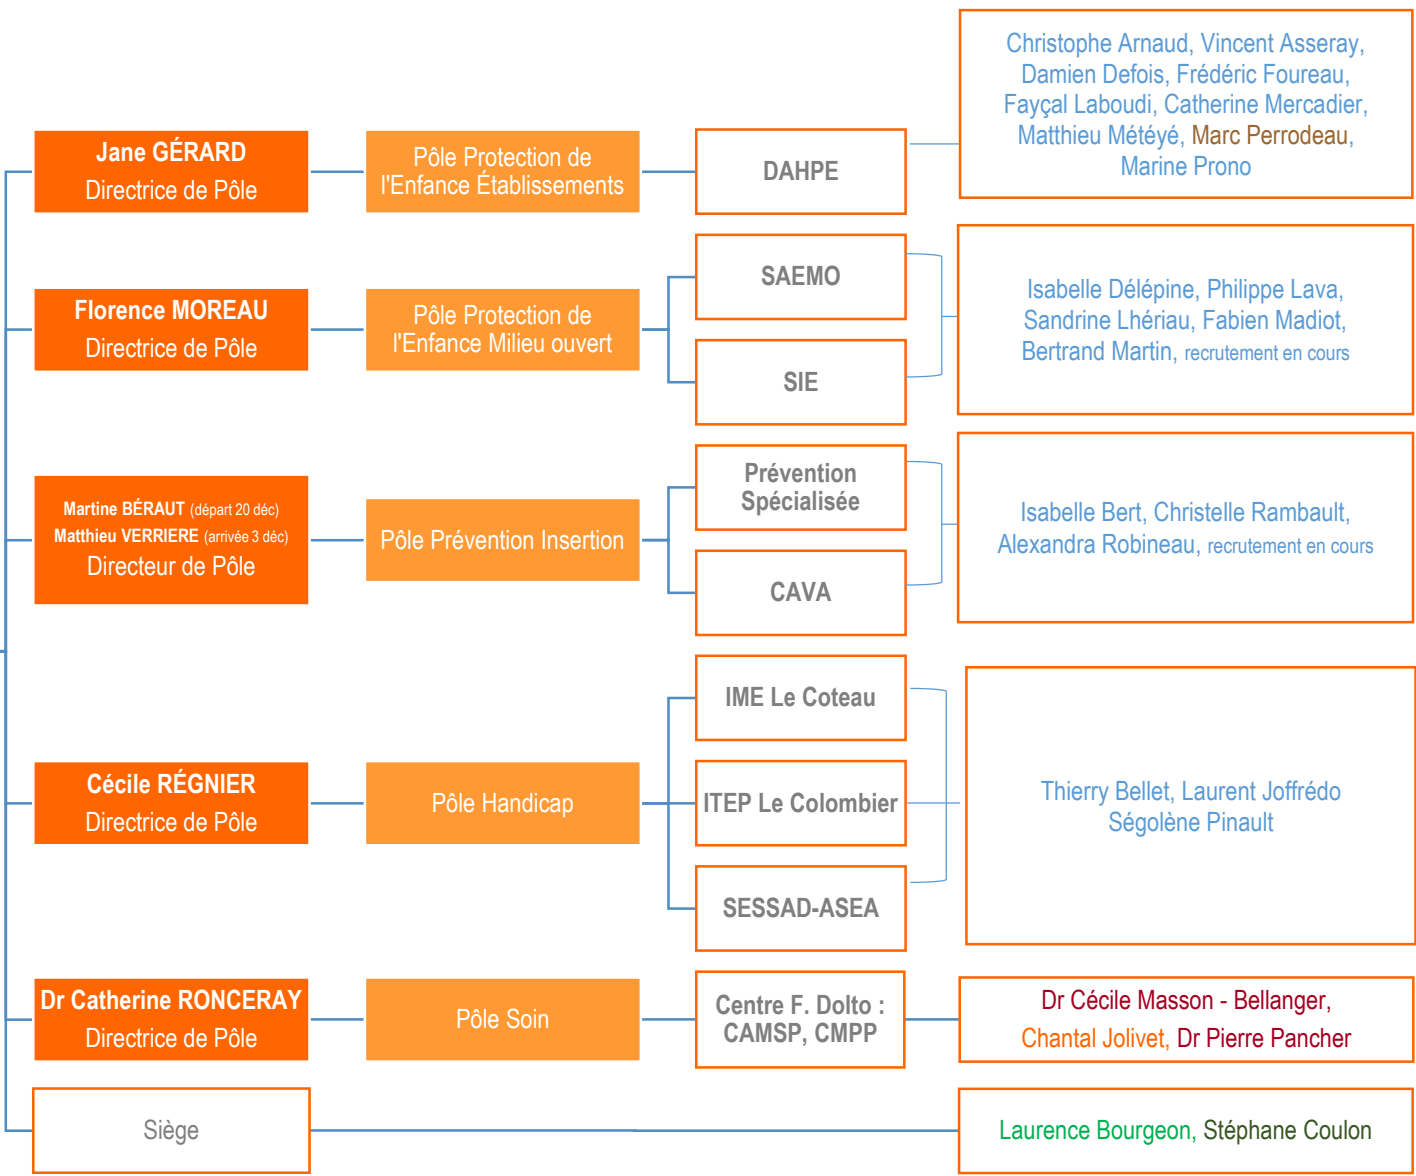 Christophe Arnaud, Vincent Asseray,
Damien Defois, Frédéric Foureau,
Fayçal Laboudi, Catherine Mercadier,
Matthieu Météyé, Marc Perrodeau,
Marine Prono
Jane GÉRARD
Directrice de Pôle
Pôle Protection de
l'Enfance Établissements
DAHPE
Florence MOREAU
Directrice de Pôle
Pôle Protection de
l'Enfance Milieu ouvert
SAEMO
SIE
Isabelle Délépine, Philippe Lava,
Sandrine Lhériau, Fabien Madiot,
Bertrand Martin, recrutement en cours
Martine BÉRAUT (départ 20 déc)
Matthieu VERRIERE (arrivée 3 déc)
Directeur de Pôle
Pôle Prévention Insertion
Prévention
Spécialisée
CAVA
Isabelle Bert, Christelle Rambault,
Alexandra Robineau, recrutement en cours
Cécile RÉGNIER
Directrice de Pôle
Pôle Handicap
IME Le Coteau
ITEP Le Colombier
SESSAD-ASEA
Thierry Bellet, Laurent Joffrédo
Ségolène Pinault
Dr Catherine RONCERAY
Directrice de Pôle
Pôle Soin
Centre F. Dolto :
CAMSP, CMPP
Dr Cécile Masson - Bellanger,
Chantal Jolivet, Dr Pierre Pancher
Siège
Laurence Bourgeon, Stéphane Coulon